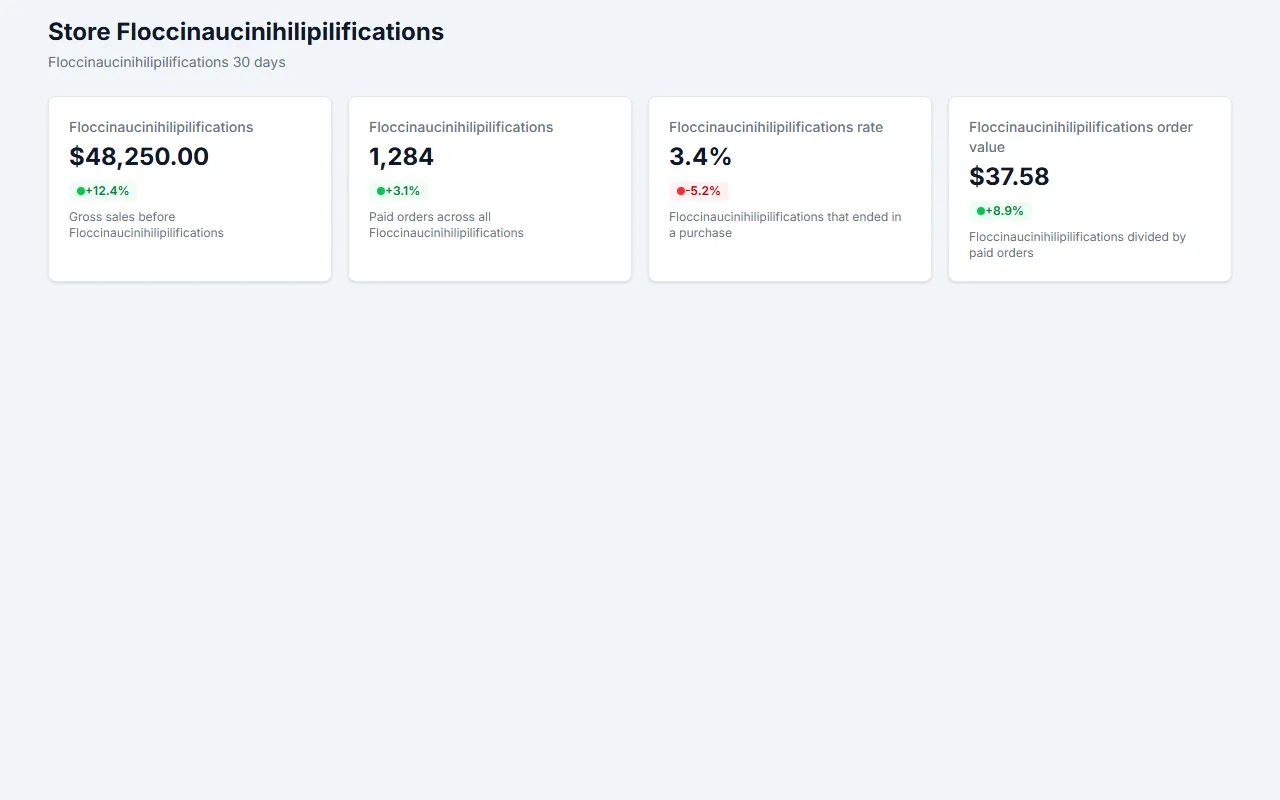 Store Floccinaucinihilipilifications
Floccinaucinihilipilifications 30 days
Floccinaucinihilipilifications
$48,250.00
+12.4%
Gross sales before
Floccinaucinihilipilifications
Floccinaucinihilipilifications
1,284
+3.1%
Paid orders across all
Floccinaucinihilipilifications
Floccinaucinihilipilifications rate
3.4%
-5.2%
Floccinaucinihilipilifications that ended in
a purchase
Floccinaucinihilipilifications order
value
$37.58
+8.9%
Floccinaucinihilipilifications divided by
paid orders